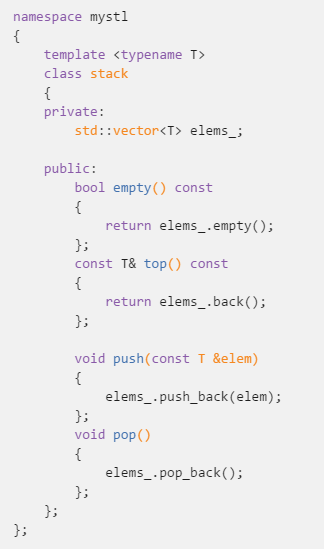 namespace mystl
{
    template <typename T>
    class stack
    {
    private:
        std::vector<T> elems_;

    public:
        bool empty() const
        {
            return elems_.empty();
        };
        const T& top() const
        {
            return elems_.back();
        };

        void push(const T &elem)
        {
            elems_.push_back(elem);
        };
        void pop()
        {
            elems_.pop_back();
        };
    };
};